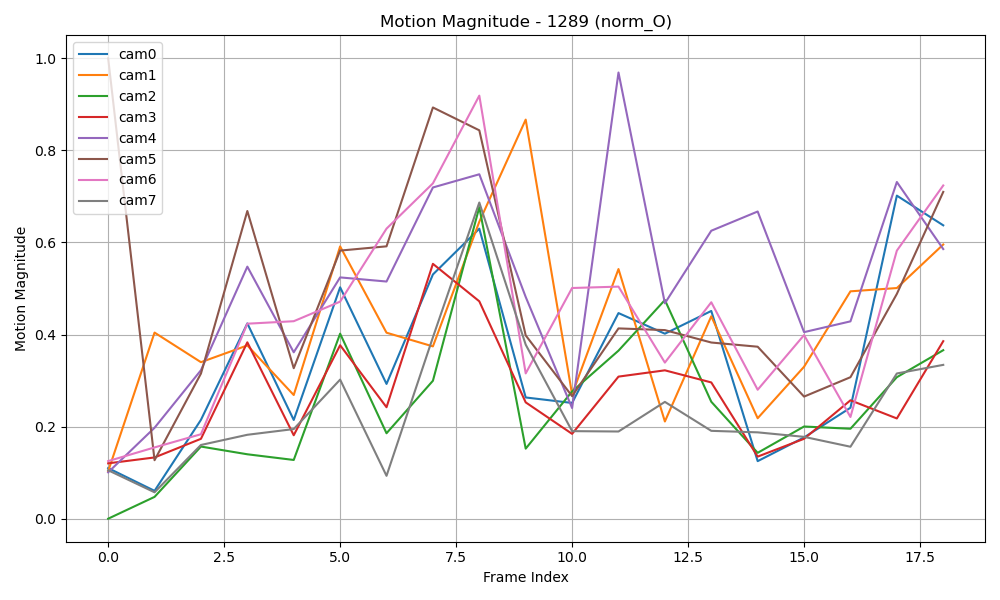 Motion Magnitude - 1289 (norm_O)
cam0
cam1
cam2
cam3
cam4
cam5
cam6
cam7
Motion Magnitude
1.0
0.8
0.6
0.4
0.2
0.0
0.0 2.5 5.0 7.5 10.0 12.5 15.0 17.5
Frame Index